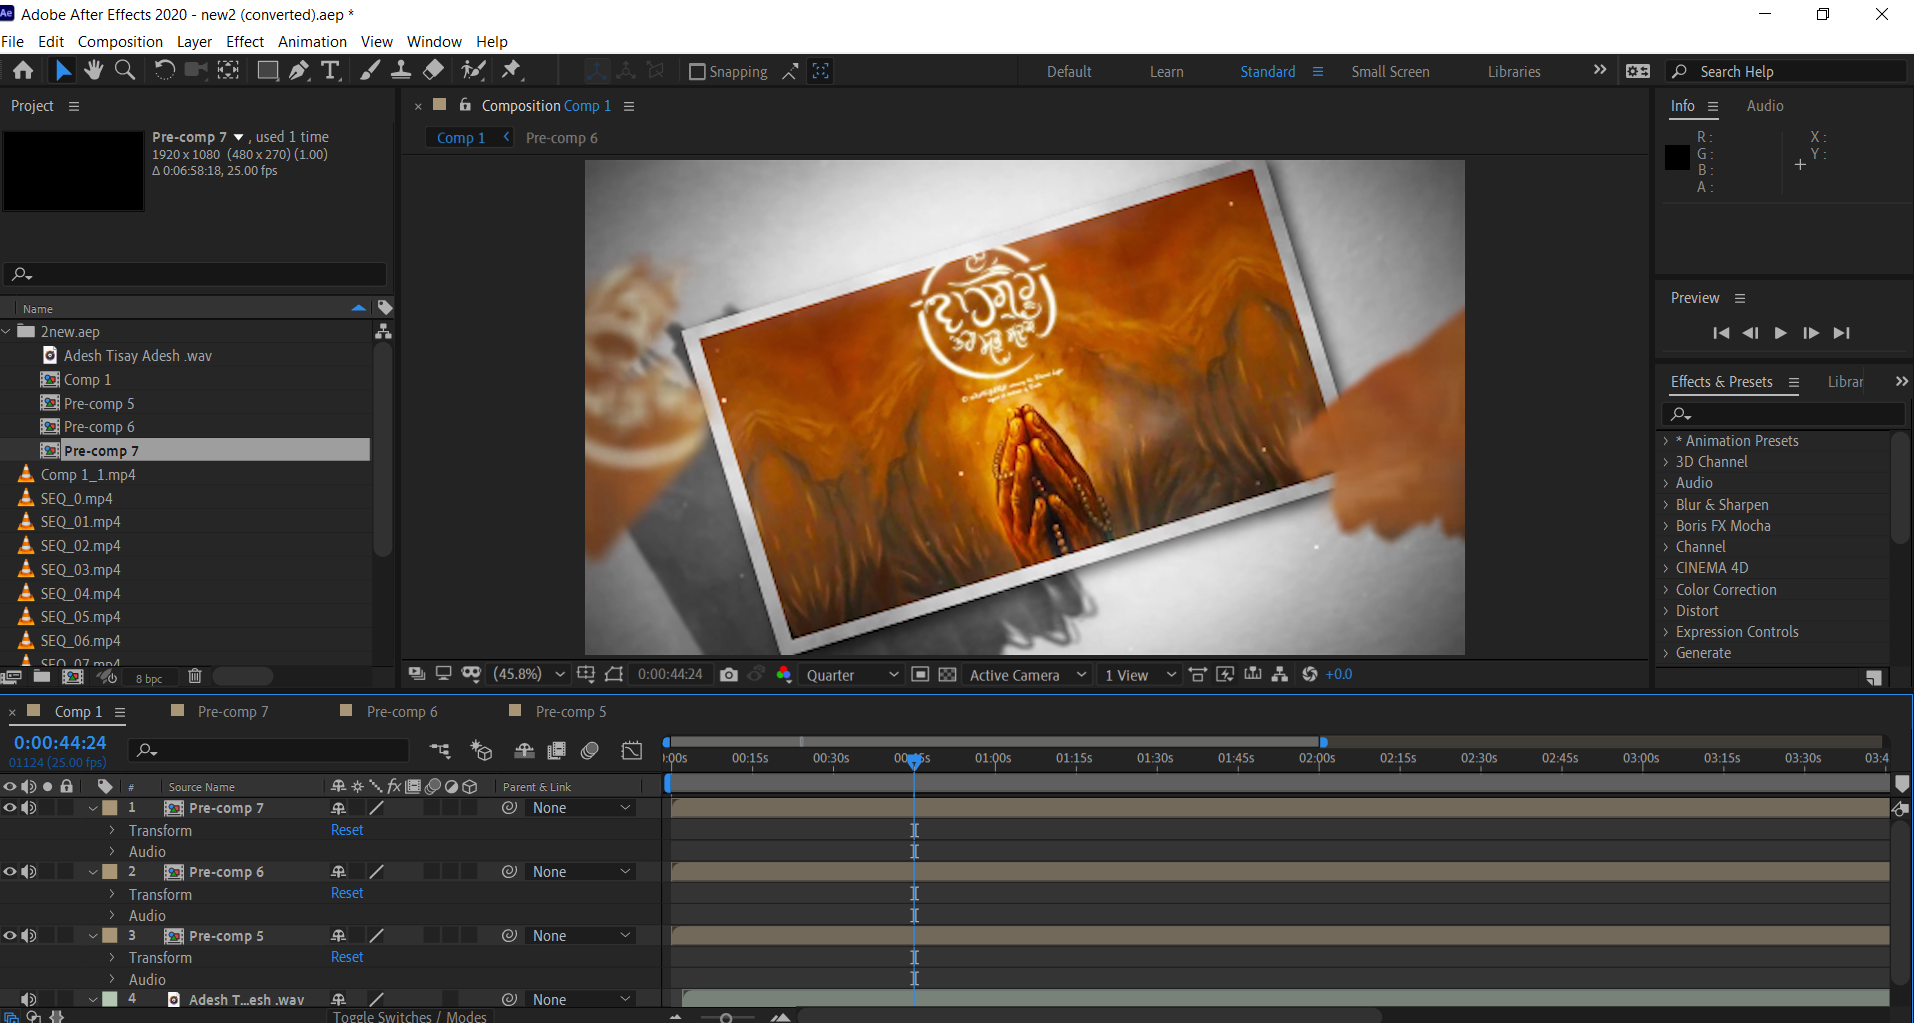 Adobe After Effects 2020 - new2 (converted).aep *
File Edit Composition Layer Effect Animation View Window Help
Snapping Default Learn Standard Small Screen Libraries Search Help
Project
Pre-comp 7 , used 1 time
1920 x 1080 (480 x 270) (1.00)
Δ 0:06:58:18, 25.00 fps
Name
2new.aep
Adesh Tisay Adesh .wav
Comp 1
Pre-comp 5
Pre-comp 6
Pre-comp 7
Comp 1_1.mp4
SEQ_0.mp4
SEQ_01.mp4
SEQ_02.mp4
SEQ_03.mp4
SEQ_04.mp4
SEQ_05.mp4
SEQ_06.mp4
SEQ_07.mp4
8 bpc
Composition Comp 1
Comp 1 Pre-comp 6
ਵਾਹਿਗੁਰੂ
(45.8%) 0:00:44:24 Quarter Active Camera 1 View +0.0
Info Audio
R :
G :
B :
A :
X :
Y :
Preview
Effects & Presets Librar
* Animation Presets
3D Channel
Audio
Blur & Sharpen
Boris FX Mocha
Channel
CINEMA 4D
Color Correction
Distort
Expression Controls
Generate
Comp 1 Pre-comp 7 Pre-comp 6 Pre-comp 5
0:00:44:24
01124 (25.00 fps)
:00s 00:15s 00:30s 00:45s 01:00s 01:15s 01:30s 01:45s 02:00s 02:15s 02:30s 02:45s 03:00s 03:15s 03:30s 03:4
# Source Name Parent & Link
1 Pre-comp 7 None
Transform Reset
Audio
2 Pre-comp 6 None
Transform Reset
Audio
3 Pre-comp 5 None
Transform Reset
Audio
4 Adesh T...esh .wav None
Toggle Switches / Modes